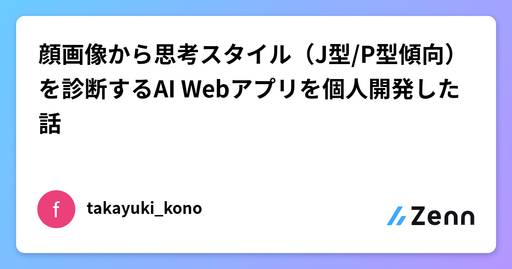 顔画像から思考スタイル（J型/P型傾向）
を診断するAI Webアプリを個人開発した
話
f
takayuki_kono
Zenn